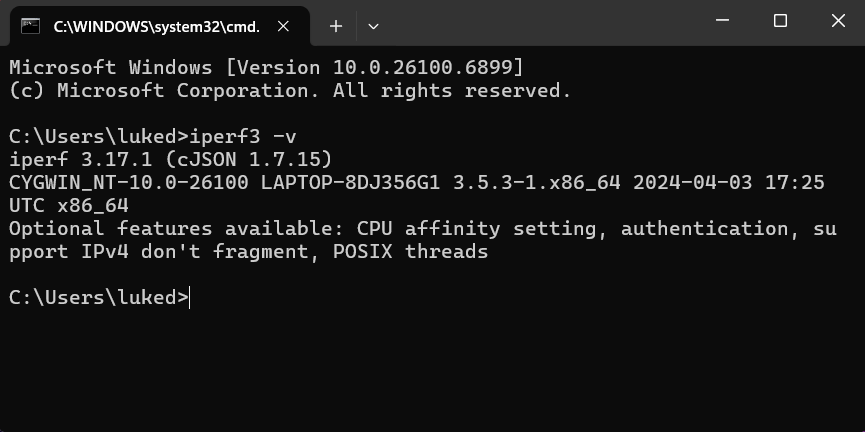 C:\WINDOWS\system32\cmd.
Microsoft Windows [Version 10.0.26100.6899]
(c) Microsoft Corporation. All rights reserved.
C:\Users\luked>iperf3 -v
iperf 3.17.1 (cJSON 1.7.15)
CYGWIN_NT-10.0-26100 LAPTOP-8DJ356G1 3.5.3-1.x86_64 2024-04-03 17:25
UTC x86_64
Optional features available: CPU affinity setting, authentication, su
pport IPv4 don't fragment, POSIX threads
C:\Users\luked>